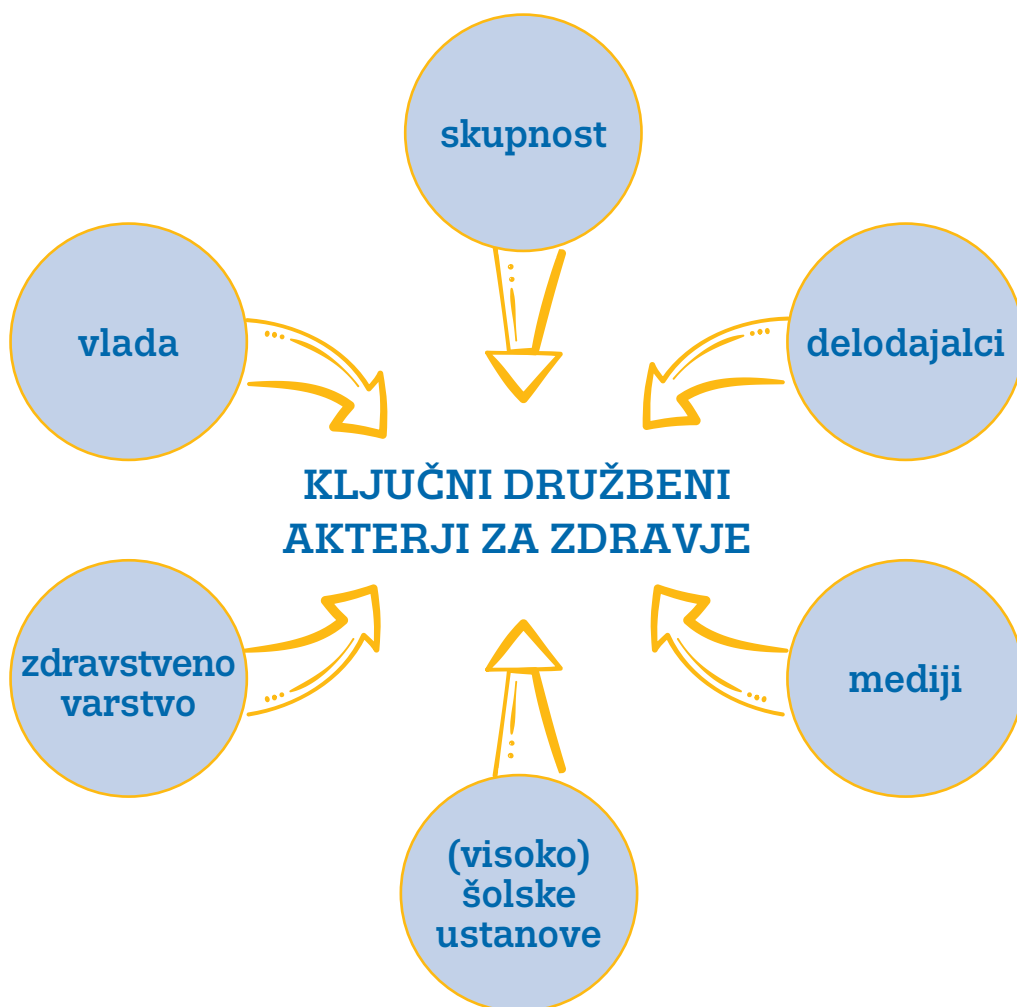 skupnost
vlada
delodajalci
KLJUČNI DRUŽBENI
AKTERJI ZA ZDRAVJE
zdravstveno
varstvo
mediji
(visoko)
šolske
ustanove